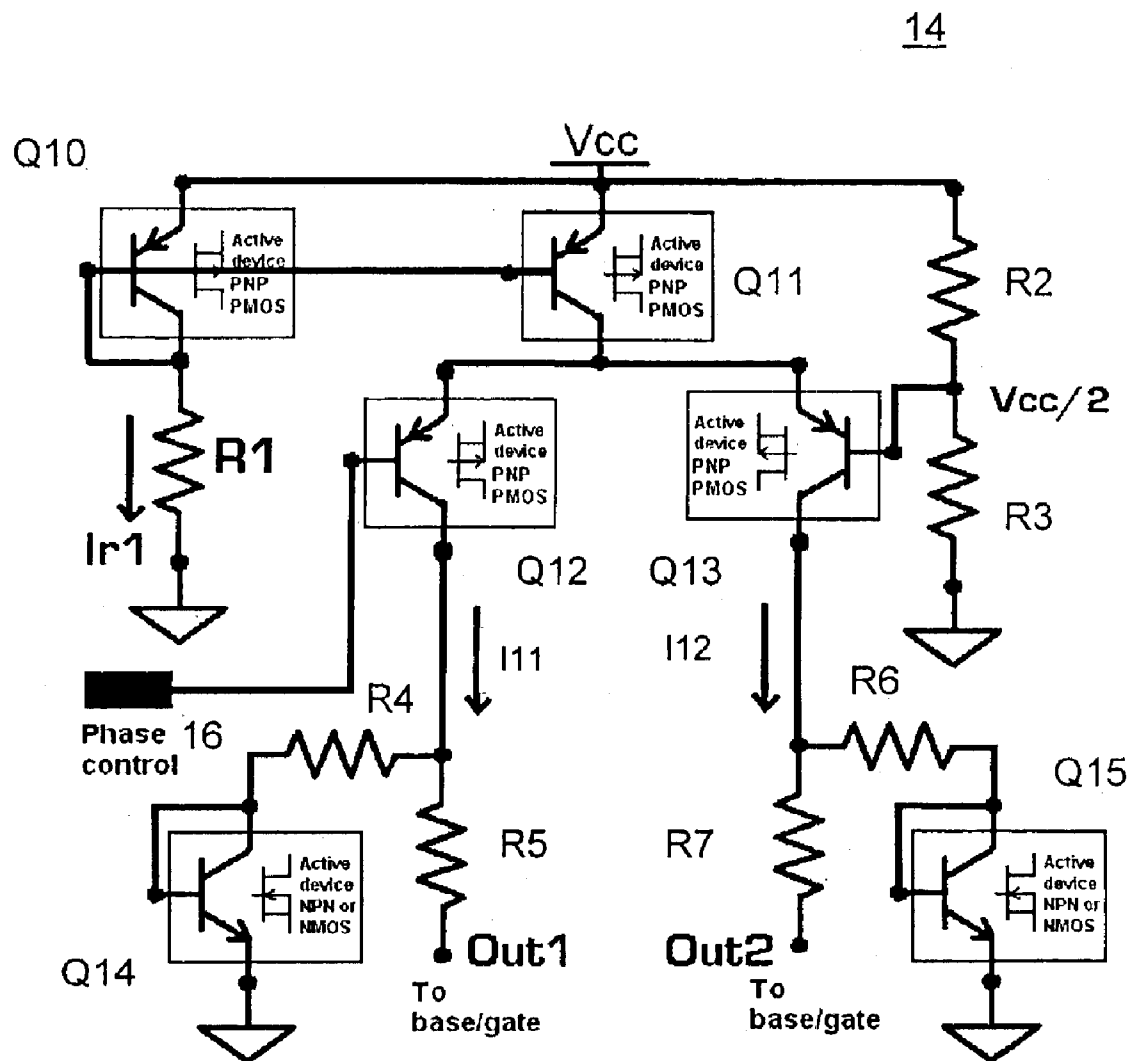 14
Vcc
Q10
Active
device
PNP
PMOS
Active
device
PNP
PMOS
Q11
R2
Vcc/2
R1
Ir1
Active
device
PNP
PMOS
Active
device
PNP
PMOS
R3
Q12
Q13
I11
I12
R4
R6
Phase
control
16
Q15
R5
R7
Active
device
NPN or
NMOS
Active
device
NPN or
NMOS
Q14
Out1
Out2
To
base/gate
To
base/gate